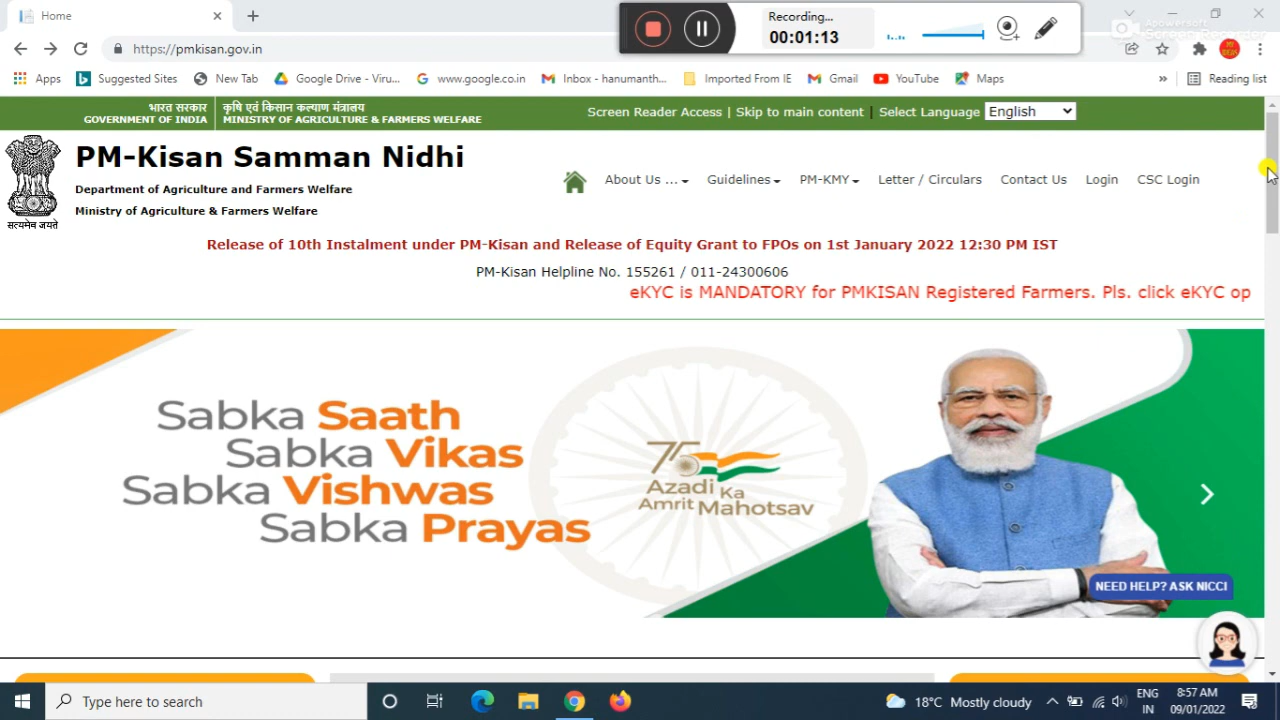 Home
Recording...
00:01:13
Apowersoft
Screen Recorder
https://pmkisan.gov.in
Apps
Suggested Sites
New Tab
Google Drive - Viru...
www.google.co.in
Inbox - hanumanth...
Imported From IE
Gmail
YouTube
Maps
»
Reading list
भारत सरकार
GOVERNMENT OF INDIA
कृषि एवं किसान कल्याण मंत्रालय
MINISTRY OF AGRICULTURE & FARMERS WELFARE
Screen Reader Access | Skip to main content | Select Language English
PM-Kisan Samman Nidhi
Department of Agriculture and Farmers Welfare
Ministry of Agriculture & Farmers Welfare
सत्यमेव जयते
About Us ... Guidelines PM-KMY Letter / Circulars Contact Us Login CSC Login
Release of 10th Instalment under PM-Kisan and Release of Equity Grant to FPOs on 1st January 2022 12:30 PM IST
PM-Kisan Helpline No. 155261 / 011-24300606
eKYC is MANDATORY for PMKISAN Registered Farmers. Pls. click eKYC op
Sabka Saath
Sabka Vikas
Sabka Vishwas
Sabka Prayas
75
Azadi Ka
Amrit Mahotsav
NEED HELP? ASK NICCI
Type here to search
18°C Mostly cloudy
ENG
IN
8:57 AM
09/01/2022